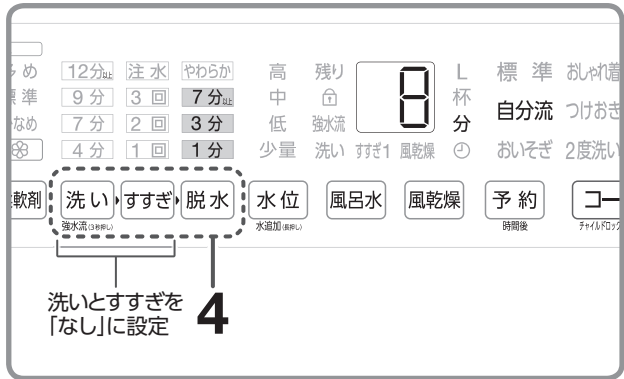 め 12分以上 注水 やわらか 高 残り 8 L 標準 おしゃれ着
準 9分 3回 7分以上 中 杯 自分流 つけおき
なめ 7分 2回 3分 低 強水流 分
4分 1回 1分 少量 洗い すすぎ1 風乾燥 おいそぎ 2度洗い
軟剤 洗い すすぎ 脱水 水位 風呂水 風乾燥 予約 コー
強水流(3秒押し) 水追加(長押し) 時間後 チャイルドロック
洗いとすすぎを
「なし」に設定
4